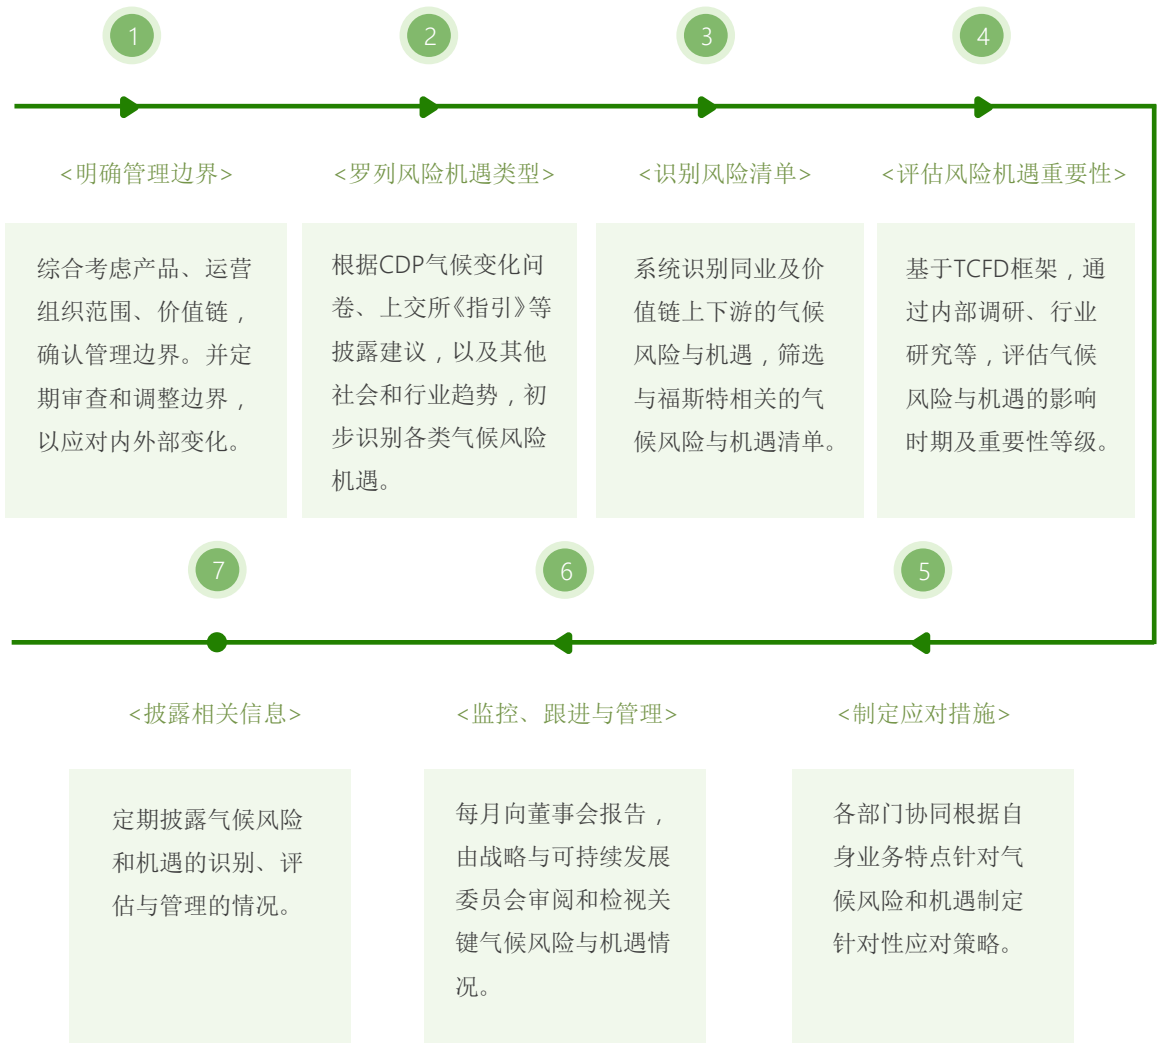 1
<明确管理边界>
综合考虑产品、运营
组织范围、价值链，
确认管理边界。并定
期审查和调整边界，
以应对内外部变化。
2
<罗列风险机遇类型>
根据CDP气候变化问
卷、上交所《指引》等
披露建议，以及其他
社会和行业趋势，初
步识别各类气候风险
机遇。
3
<识别风险清单>
系统识别同业及价
值链上下游的气候
风险与机遇，筛选
与福斯特相关的气
候风险与机遇清单。
4
<评估风险机遇重要性>
基于TCFD框架，通
过内部调研、行业
研究等，评估气候
风险与机遇的影响
时期及重要性等级。
5
<制定应对措施>
各部门协同根据自
身业务特点针对气
候风险和机遇制定
针对性应对策略。
6
<监控、跟进与管理>
每月向董事会报告，
由战略与可持续发展
委员会审阅和检视关
键气候风险与机遇情
况。
7
<披露相关信息>
定期披露气候风险
和机遇的识别、评
估与管理的情况。